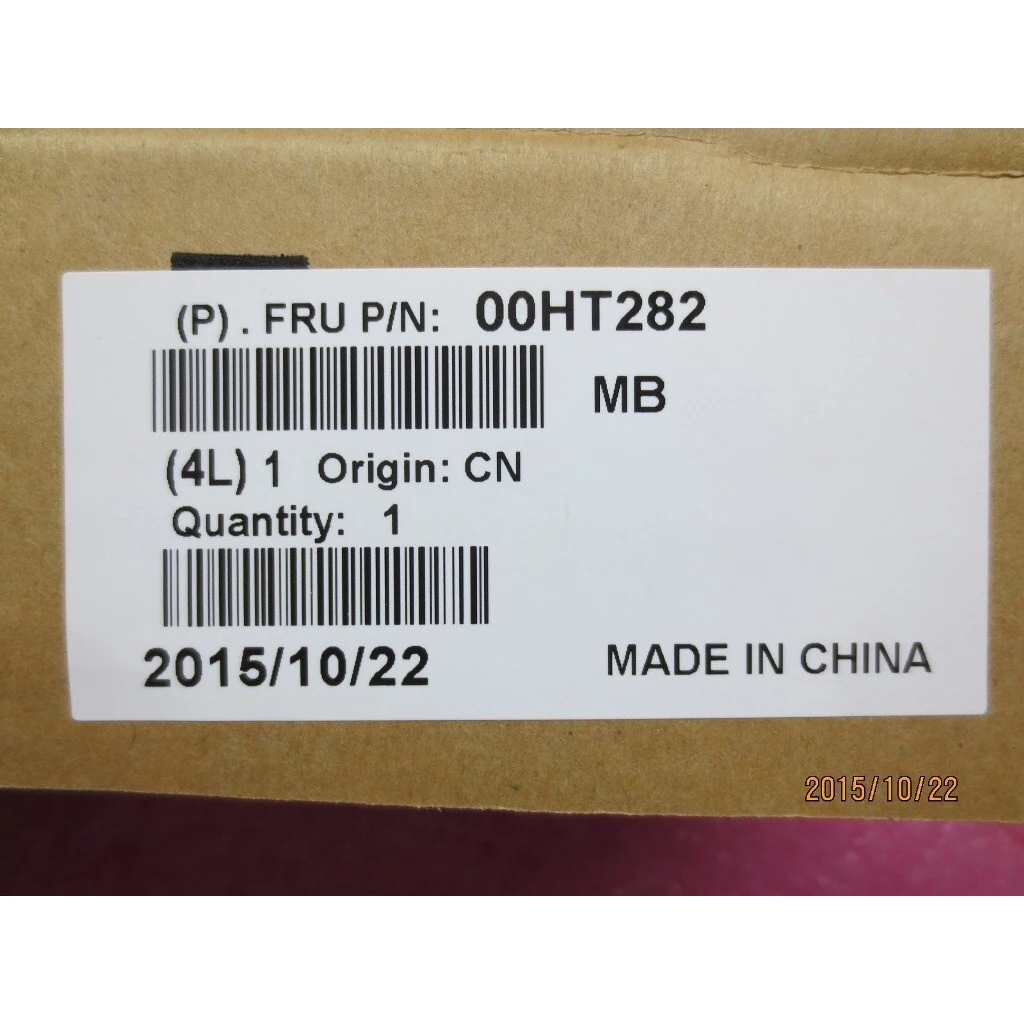 (P) . FRU P/N: 00HT282
MB
(4L) 1 Origin: CN
Quantity: 1
2015/10/22
MADE IN CHINA
2015/10/22